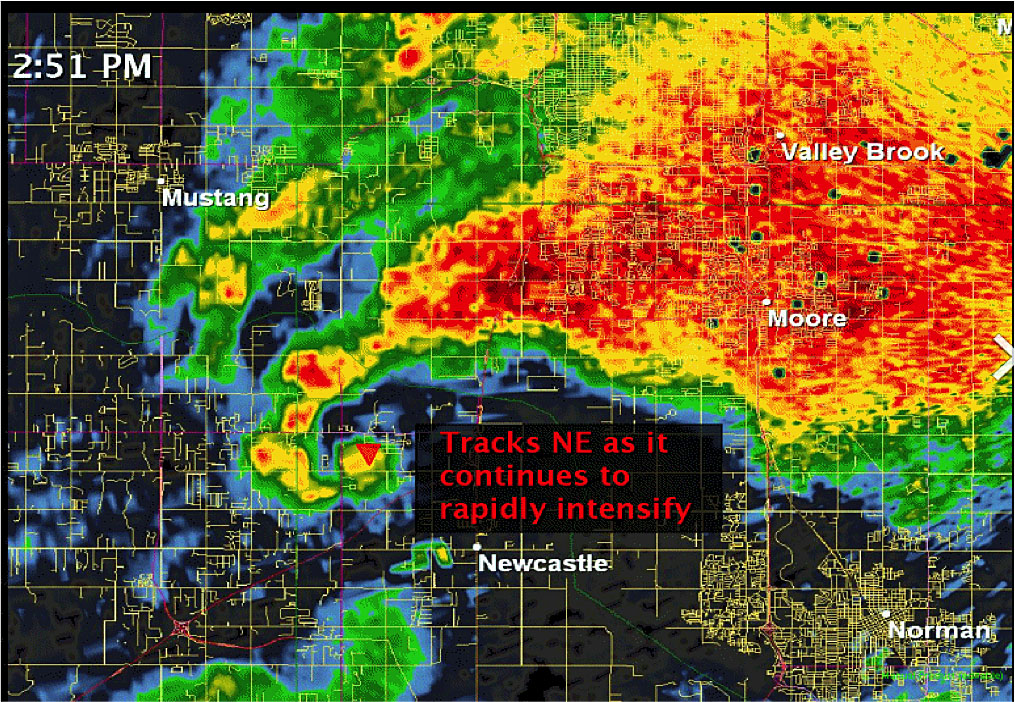 2:51 PM
Valley Brook
Mustang
Moore
Tracks NE as it
continues to
rapidly intensify
Newcastle
Norman